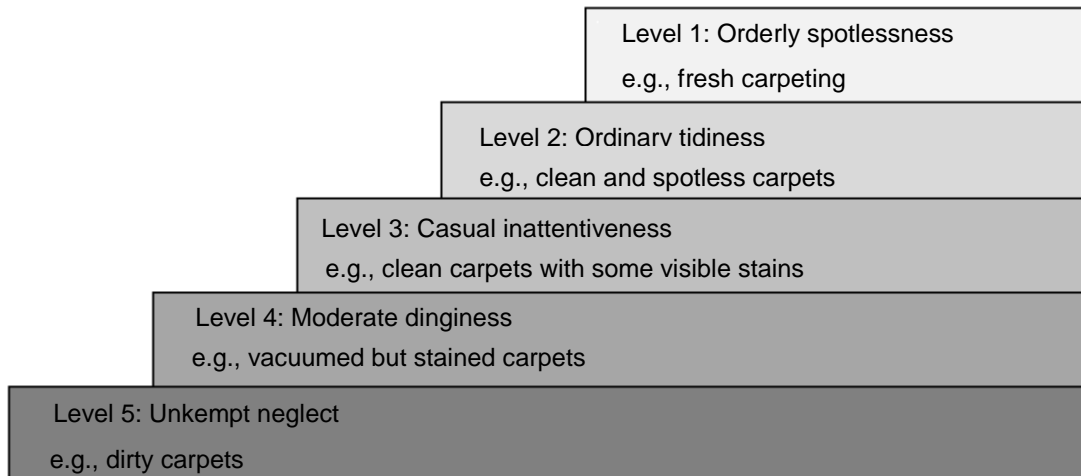 Level 1: Orderly spotlessness
e.g., fresh carpeting
Level 2: Ordinary tidiness
e.g., clean and spotless carpets
Level 3: Casual inattentiveness
e.g., clean carpets with some visible stains
Level 4: Moderate dinginess
e.g., vacuumed but stained carpets
Level 5: Unkempt neglect
e.g., dirty carpets